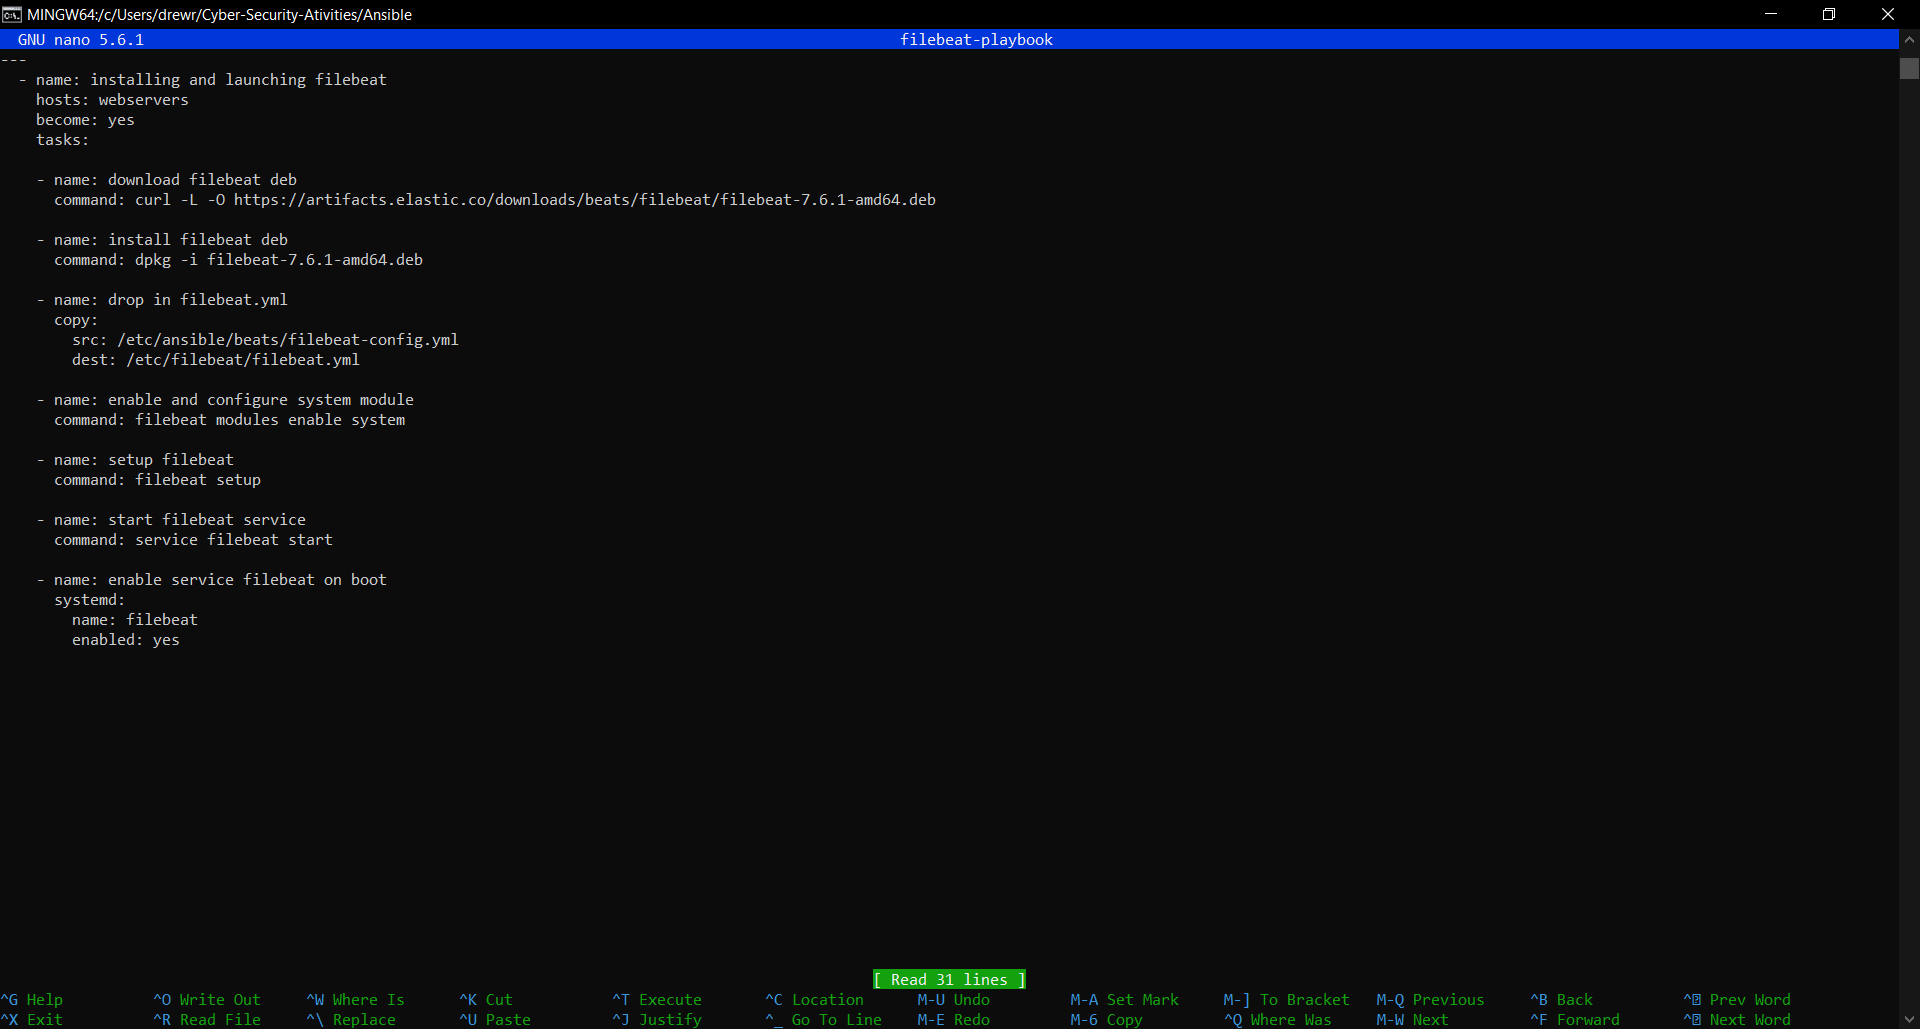 MINGW64:/c/Users/drewr/Cyber-Security-Ativities/Ansible
GNU nano 5.6.1 filebeat-playbook
---
  - name: installing and launching filebeat
    hosts: webservers
    become: yes
    tasks:

    - name: download filebeat deb
      command: curl -L -O https://artifacts.elastic.co/downloads/beats/filebeat/filebeat-7.6.1-amd64.deb

    - name: install filebeat deb
      command: dpkg -i filebeat-7.6.1-amd64.deb

    - name: drop in filebeat.yml
      copy:
        src: /etc/ansible/beats/filebeat-config.yml
        dest: /etc/filebeat/filebeat.yml

    - name: enable and configure system module
      command: filebeat modules enable system

    - name: setup filebeat
      command: filebeat setup

    - name: start filebeat service
      command: service filebeat start

    - name: enable service filebeat on boot
      systemd:
        name: filebeat
        enabled: yes

[ Read 31 lines ]
^G Help ^O Write Out ^W Where Is ^K Cut ^T Execute ^C Location M-U Undo M-A Set Mark M-] To Bracket M-Q Previous ^B Back ^ Prev Word
^X Exit ^R Read File ^\ Replace ^U Paste ^J Justify ^_ Go To Line M-E Redo M-6 Copy ^Q Where Was M-W Next ^F Forward ^ Next Word